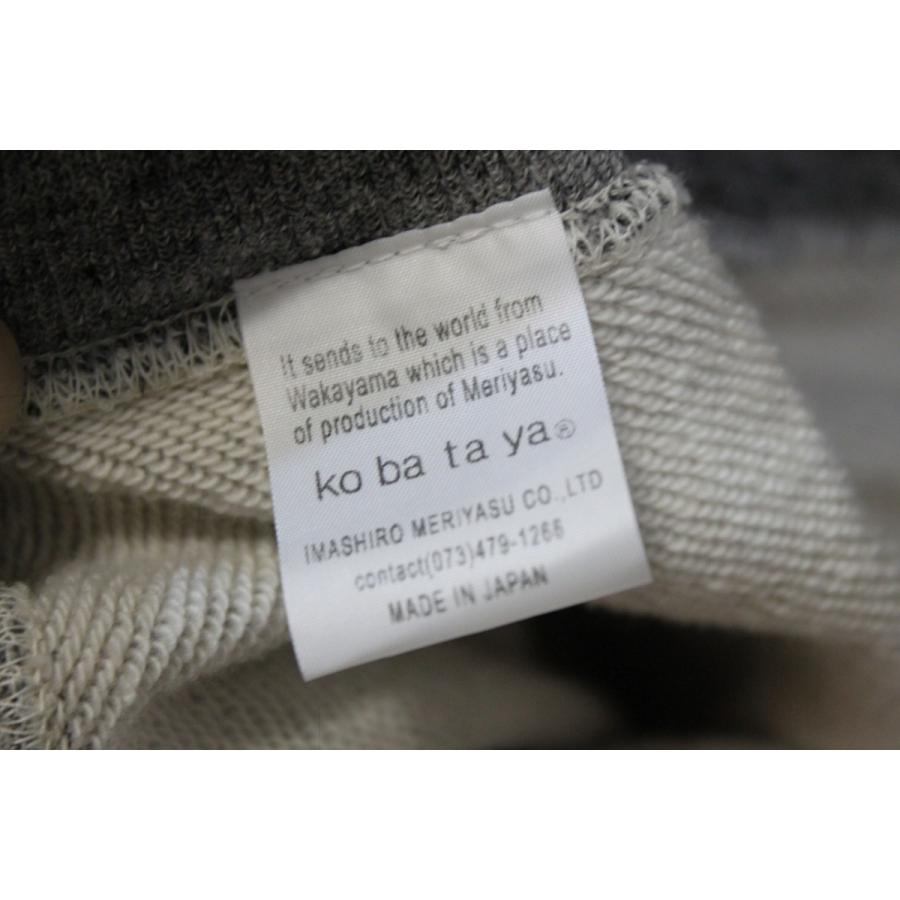 It sends to the world from
Wakayama which is a place
of production of Meriyasu.
ko ba ta ya®
IMASHIRO MERIYASU CO.,LTD
contact(073)479-1266
MADE IN JAPAN